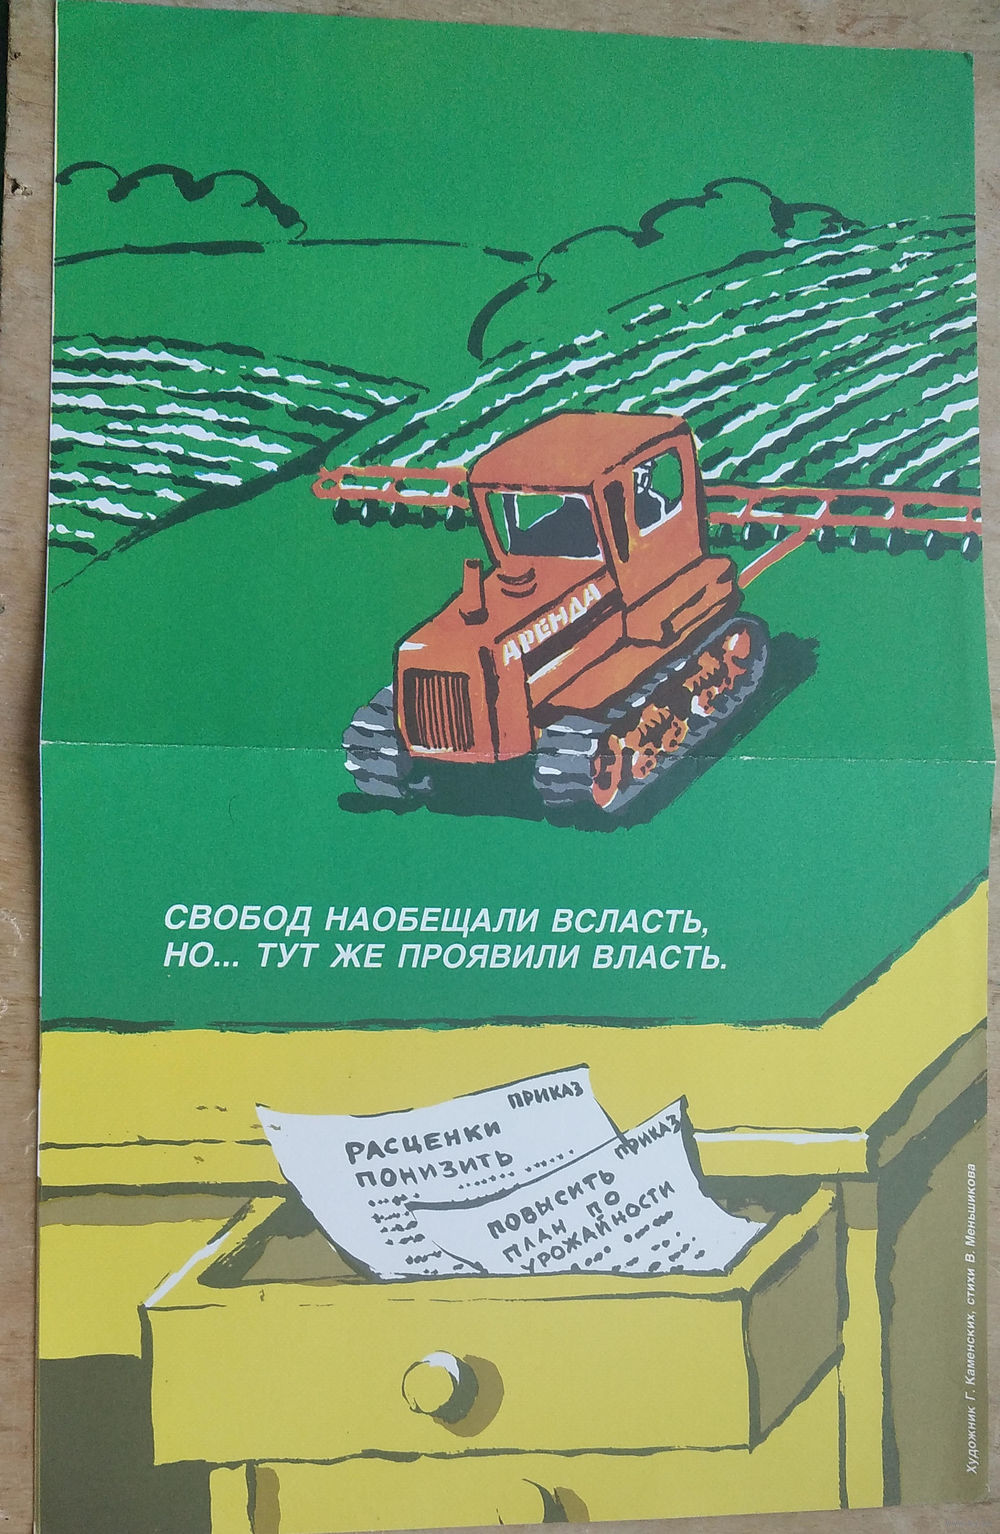 АРЕНДА
СВОБОД НАОБЕЩАЛИ ВСЛАСТЬ,
НО... ТУТ ЖЕ ПРОЯВИЛИ ВЛАСТЬ.
ПРИКАЗ
РАСЦЕНКИ
ПОНИЗИТЬ
ПРИКАЗ
ПОВЫСИТЬ
ПЛАН ПО
УРОЖАЙНОСТИ
Художник Г. Каменских, стихи В. Меньшикова